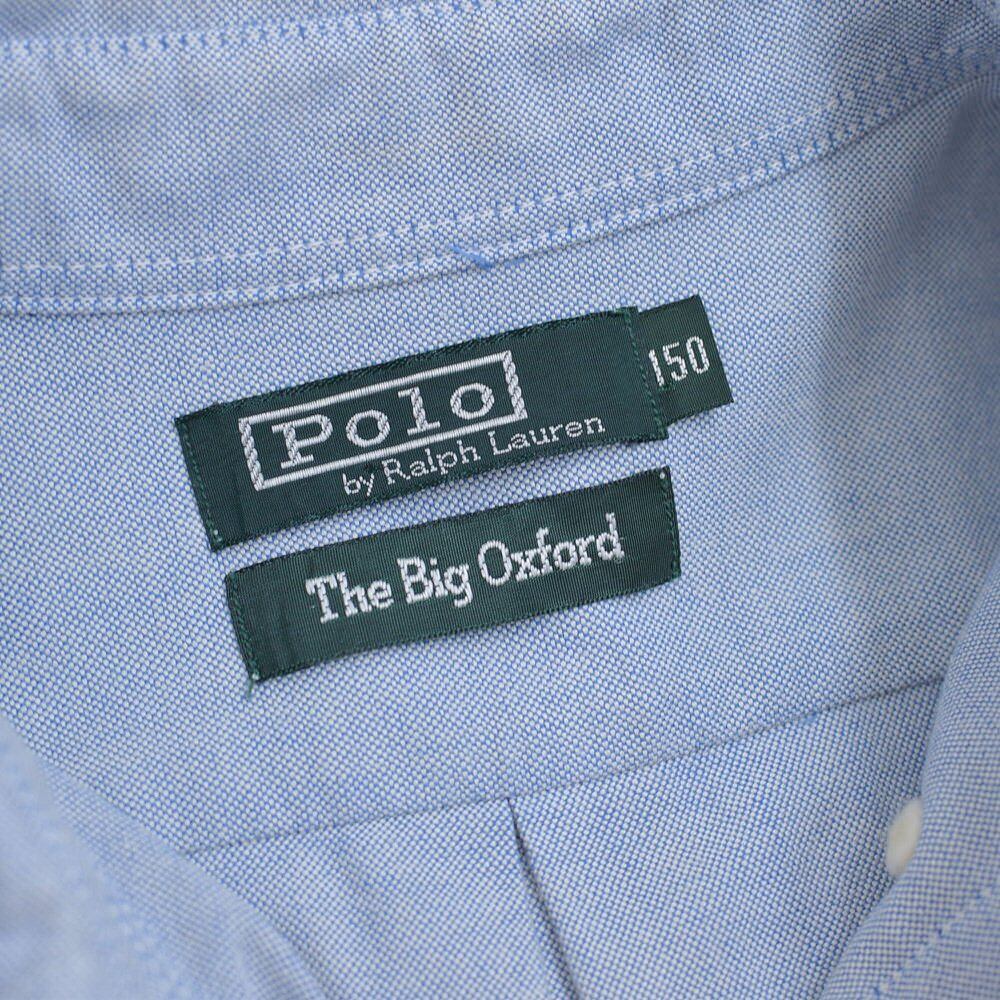 Polo
by Ralph Lauren
150
The Big Oxford